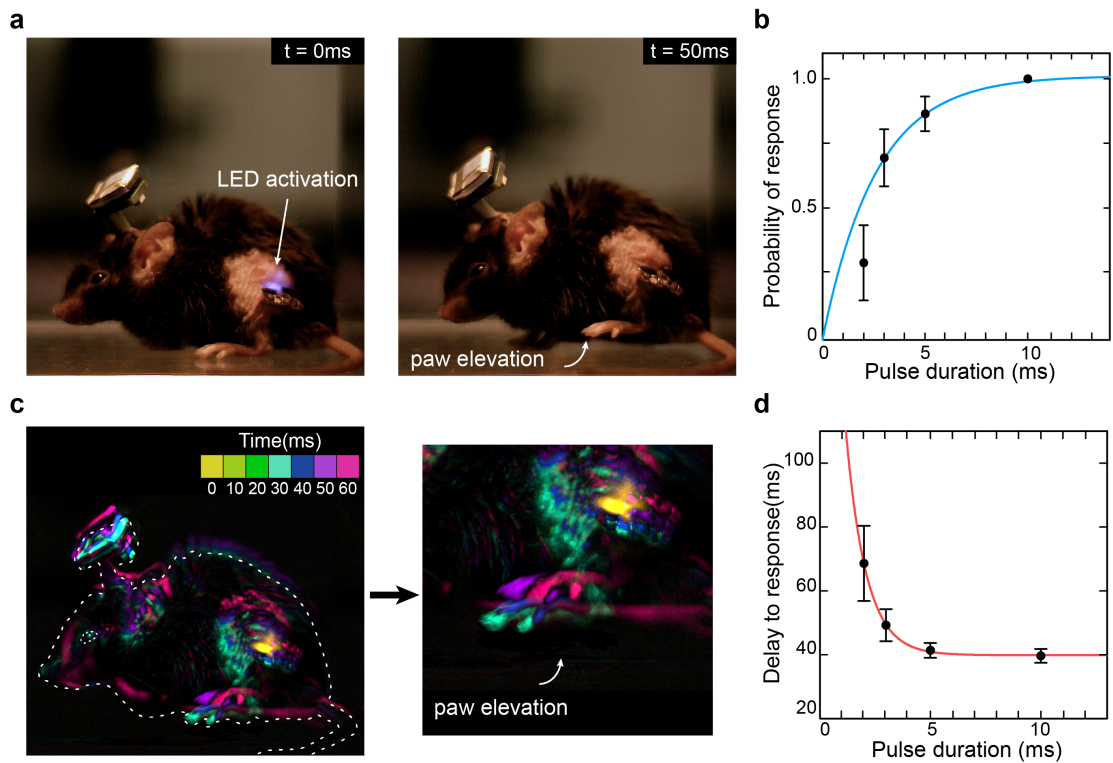 a
t = 0ms
LED activation
t = 50ms
paw elevation
b
Probability of response
1.0
0.5
0
0
5
10
Pulse duration (ms)
c
Time(ms)
0 10 20 30 40 50 60
paw elevation
d
Delay to response(ms)
100
80
60
40
20
0
5
10
Pulse duration (ms)